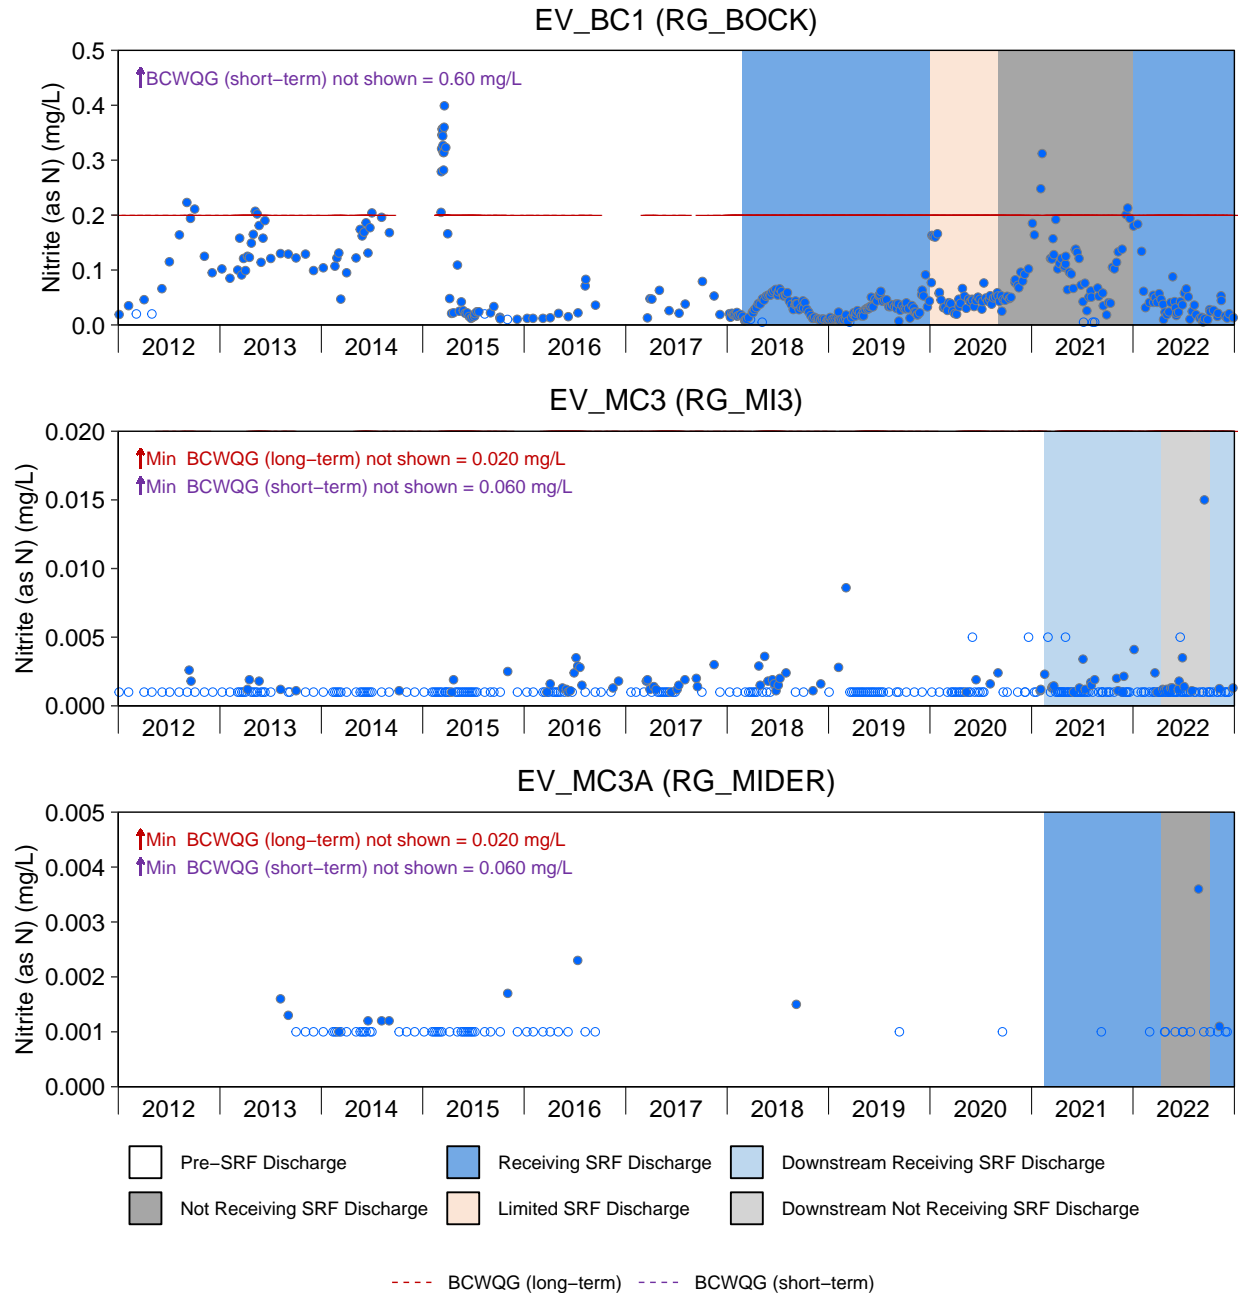 EV_BC1 (RG_BOCK)
Nitrite (as N) (mg/L)
0.5
0.4
0.3
0.2
0.1
0.0
BCWQG (short−term) not shown = 0.60 mg/L
2012 2013 2014 2015 2016 2017 2018 2019 2020 2021 2022
EV_MC3 (RG_MI3)
Nitrite (as N) (mg/L)
0.020
0.015
0.010
0.005
0.000
Min BCWQG (long−term) not shown = 0.020 mg/L
Min BCWQG (short−term) not shown = 0.060 mg/L
2012 2013 2014 2015 2016 2017 2018 2019 2020 2021 2022
EV_MC3A (RG_MIDER)
Nitrite (as N) (mg/L)
0.005
0.004
0.003
0.002
0.001
0.000
Min BCWQG (long−term) not shown = 0.020 mg/L
Min BCWQG (short−term) not shown = 0.060 mg/L
2012 2013 2014 2015 2016 2017 2018 2019 2020 2021 2022
Pre−SRF Discharge Receiving SRF Discharge Downstream Receiving SRF Discharge
Not Receiving SRF Discharge Limited SRF Discharge Downstream Not Receiving SRF Discharge
BCWQG (long−term) BCWQG (short−term)